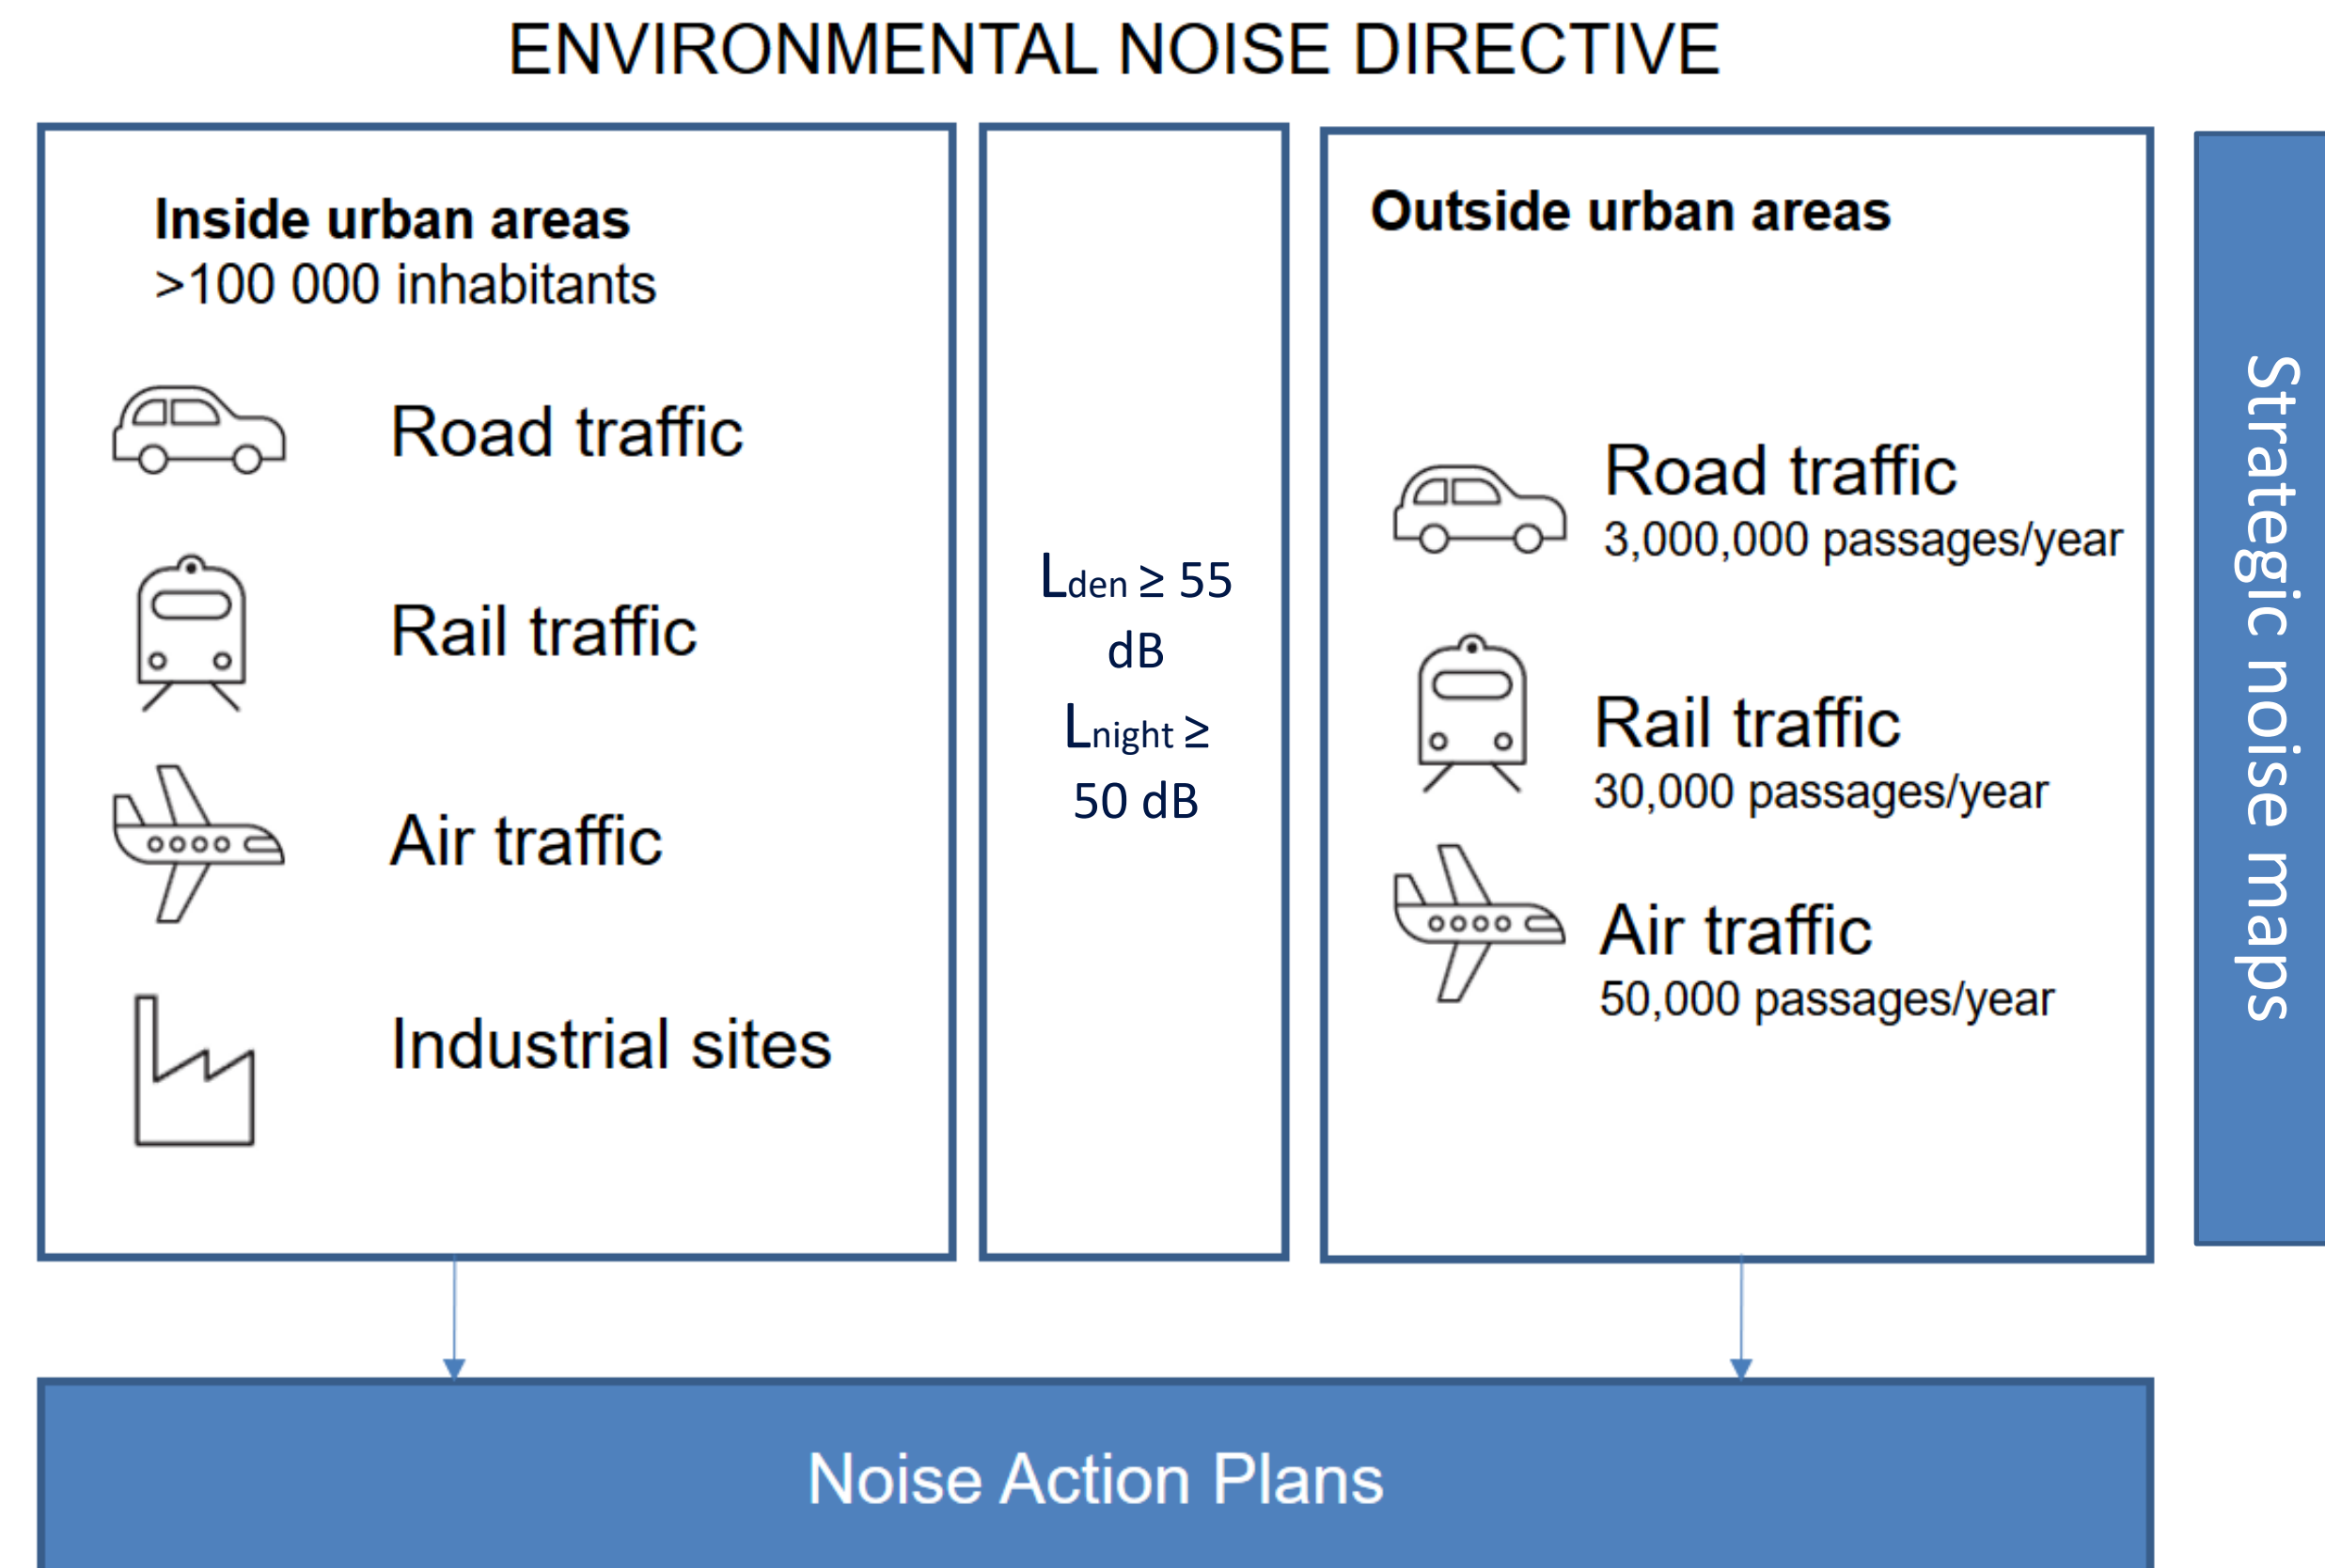 ENVIRONMENTAL NOISE DIRECTIVE
Inside urban areas
>100 000 inhabitants
Road traffic
Rail traffic
Air traffic
Industrial sites
Lden ≥ 55
dB
Lnight ≥
50 dB
Outside urban areas
Road traffic
3,000,000 passages/year
Rail traffic
30,000 passages/year
Air traffic
50,000 passages/year
Strategic noise maps
Noise Action Plans